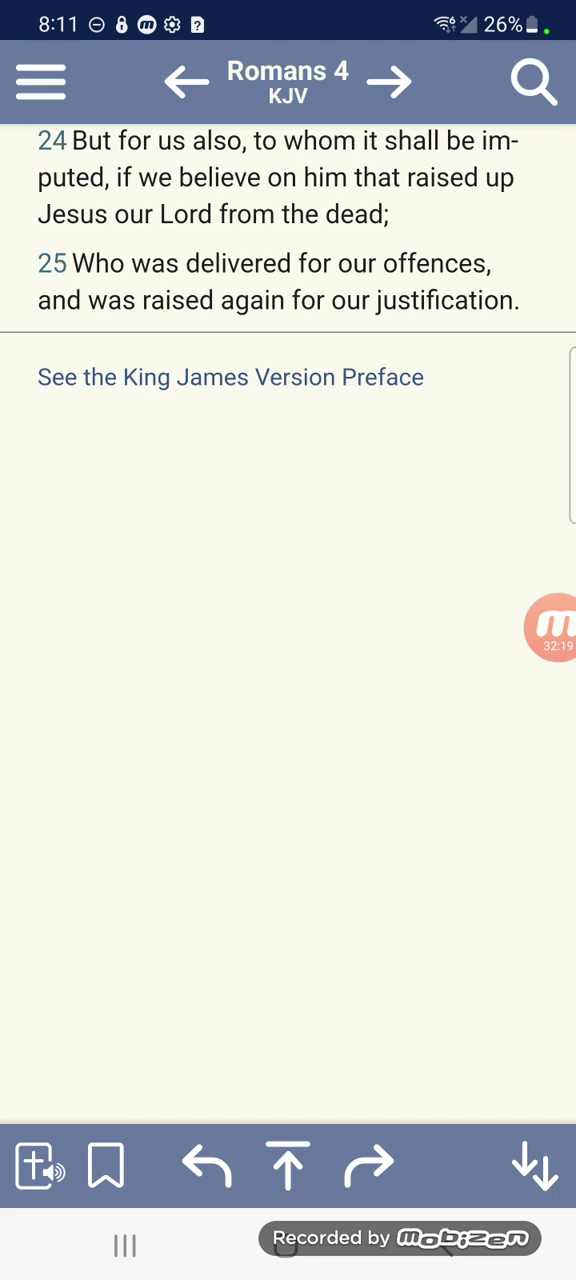 8:11
26%
Romans 4
KJV
24 But for us also, to whom it shall be im-
puted, if we believe on him that raised up
Jesus our Lord from the dead;
25 Who was delivered for our offences,
and was raised again for our justification.
See the King James Version Preface
m
32:19
Recorded by mobizen